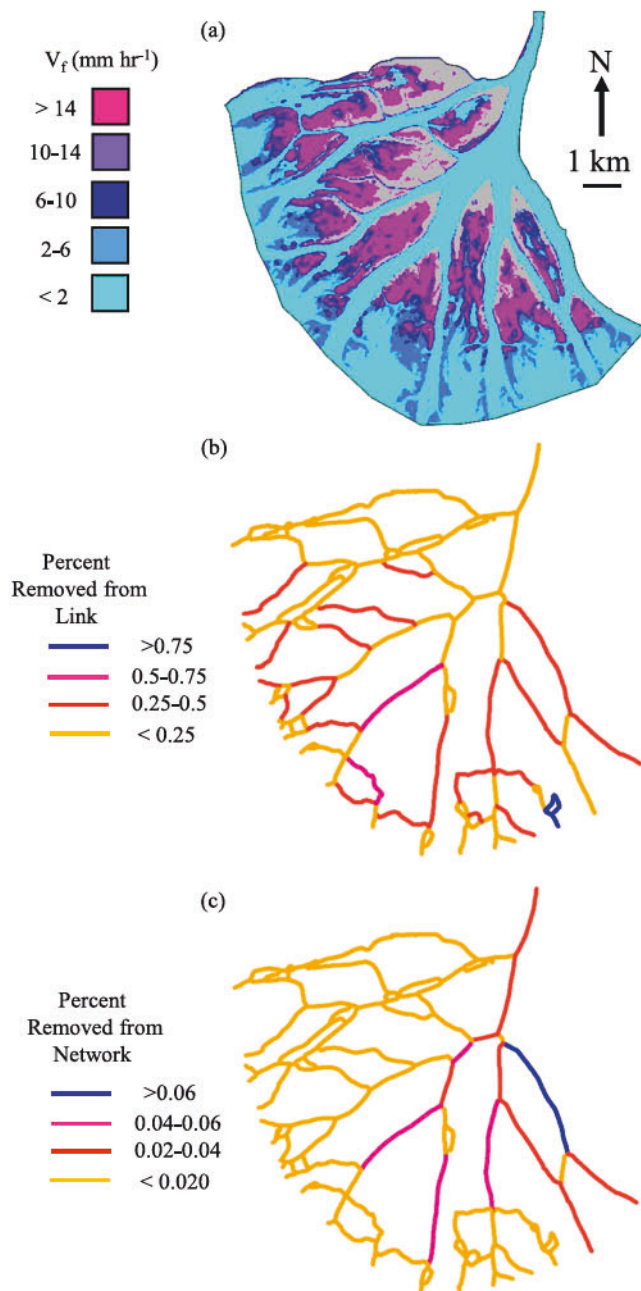 (a)
V_f (mm hr⁻¹)
> 14
10-14
6-10
2-6
< 2
N
1 km
(b)
Percent
Removed from
Link
>0.75
0.5-0.75
0.25-0.5
< 0.25
(c)
Percent
Removed from
Network
>0.06
0.04-0.06
0.02-0.04
< 0.020